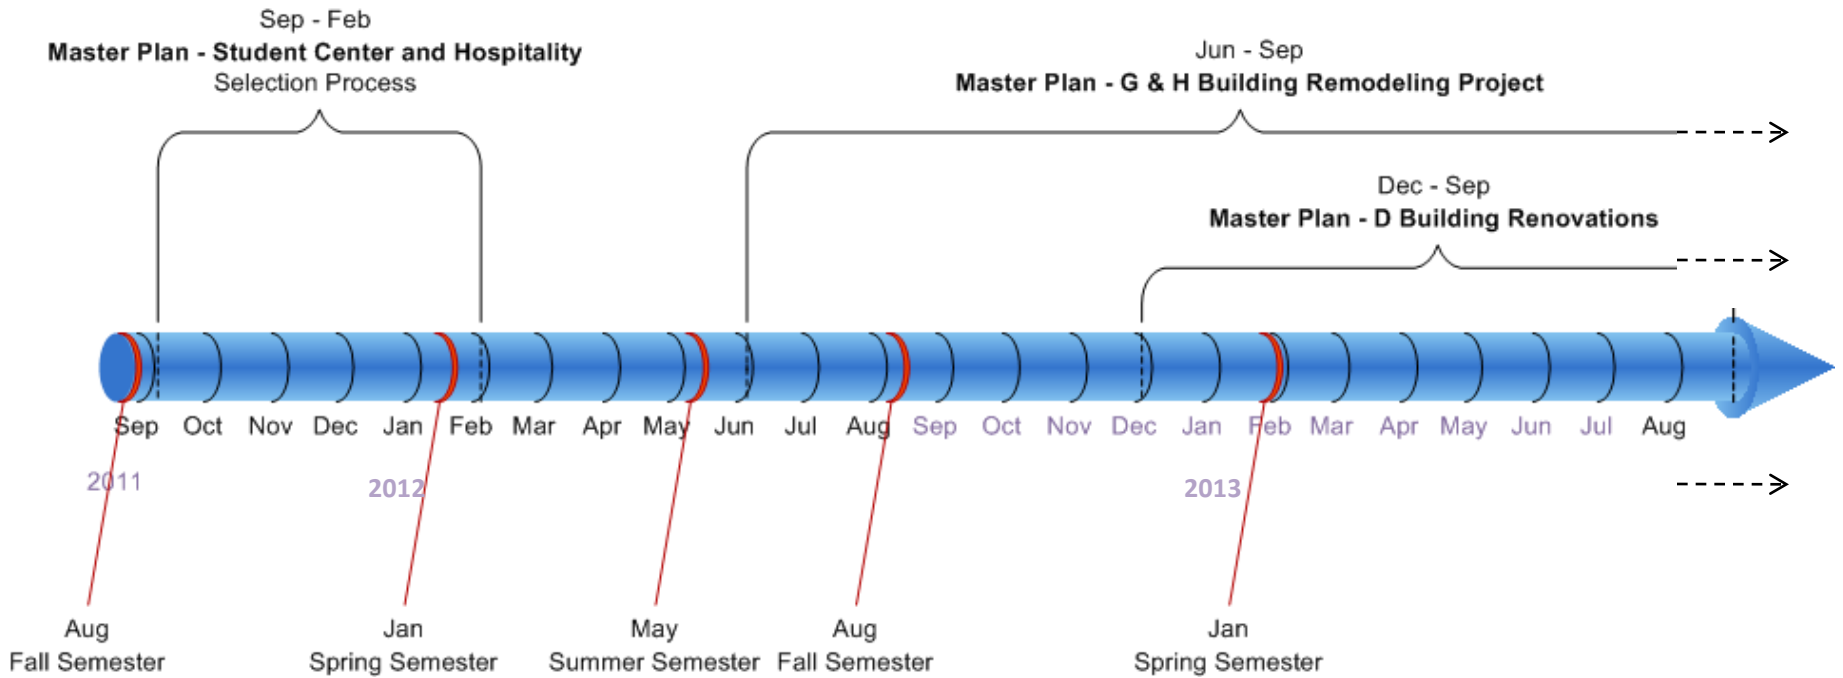 Sep - Feb
Master Plan - Student Center and Hospitality
Selection Process
Jun - Sep
Master Plan - G & H Building Remodeling Project
Dec - Sep
Master Plan - D Building Renovations
Sep Oct Nov Dec Jan Feb Mar Apr May Jun Jul Aug Sep Oct Nov Dec Jan Feb Mar Apr May Jun Jul Aug
2011 2012 2013
Aug
Fall Semester
Jan
Spring Semester
May
Summer Semester
Aug
Fall Semester
Jan
Spring Semester